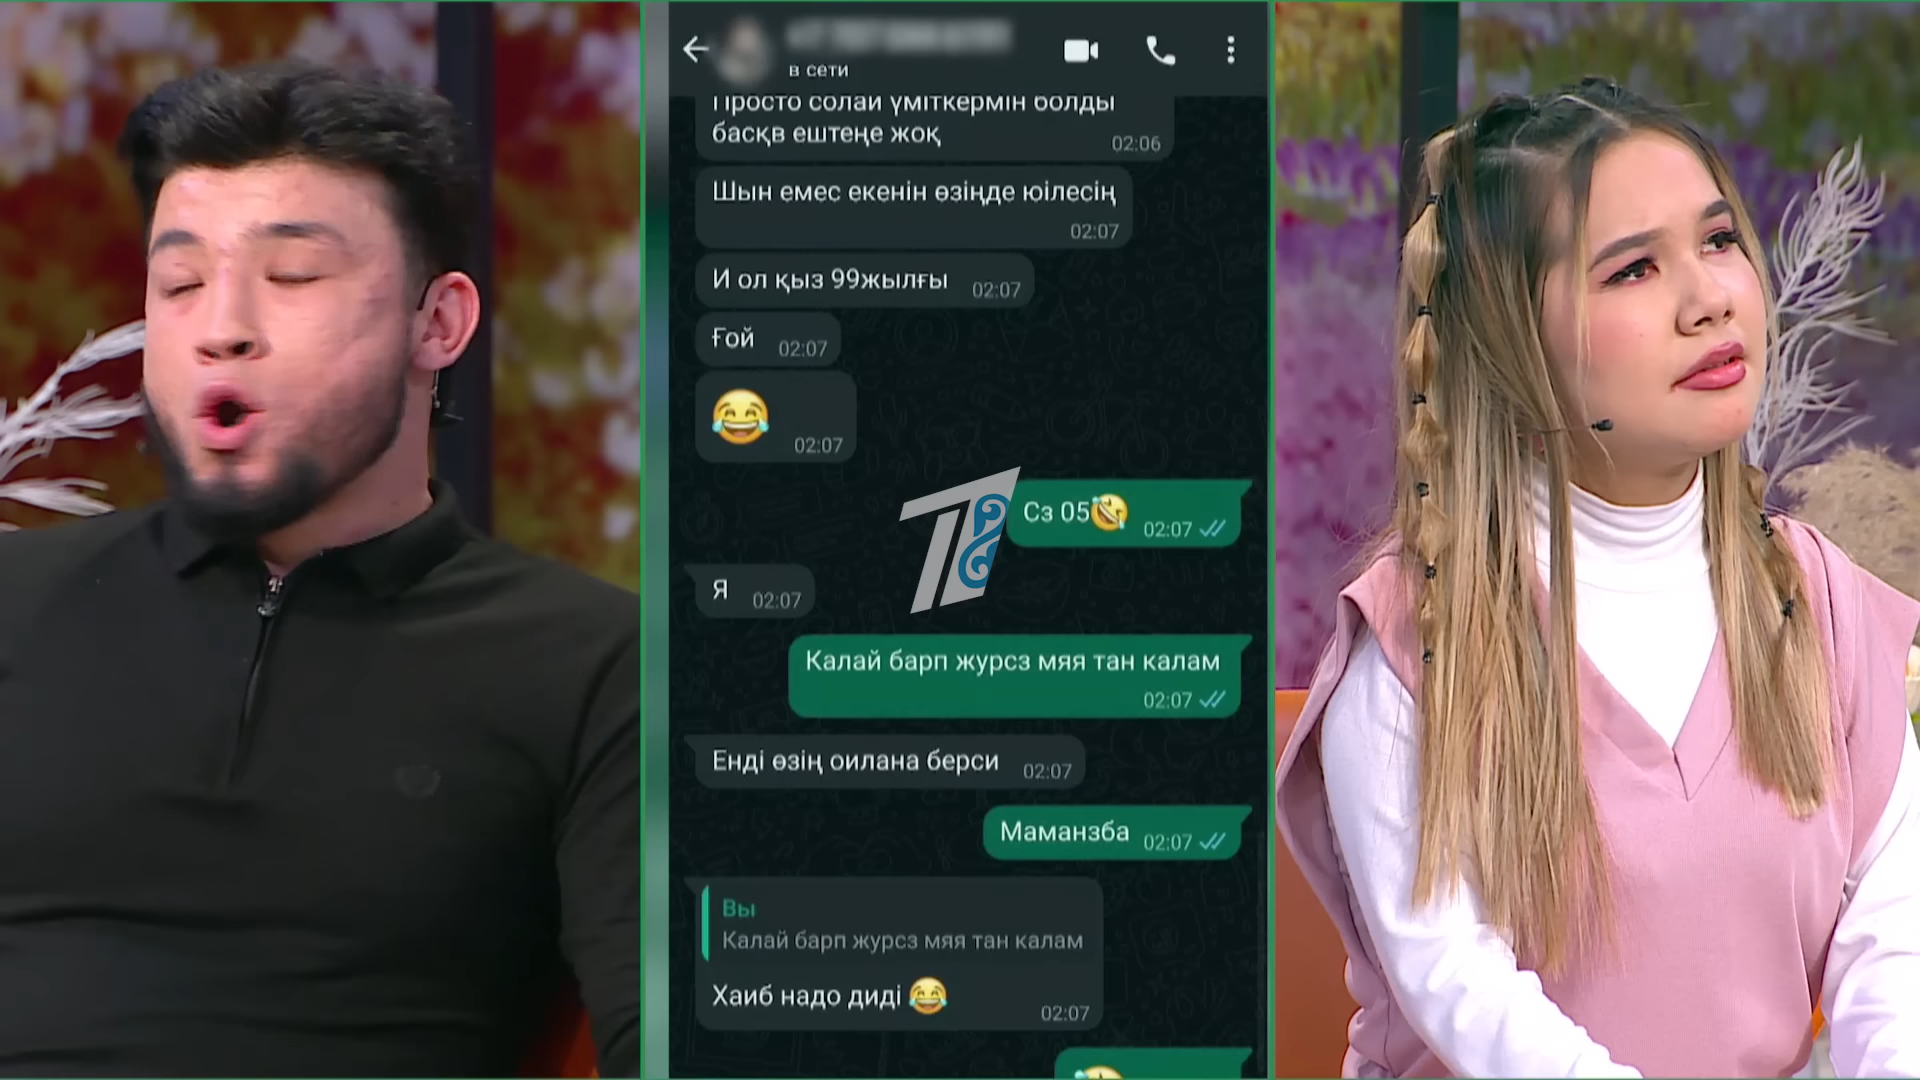 в сети
Просто солай үміткермін болды
басқв ештеңе жоқ
02:06
Шын емес екенін өзіңде юілесің
02:07
И ол қыз 99жылғы 02:07
Ғой 02:07
02:07
Сз 05 02:07
Я 02:07
Калай барп журсз мяя тан калам
02:07
Енді өзің оилана берси 02:07
Маманзба 02:07
Вы
Калай барп журсз мяя тан калам
Хаиб надо диді
02:07